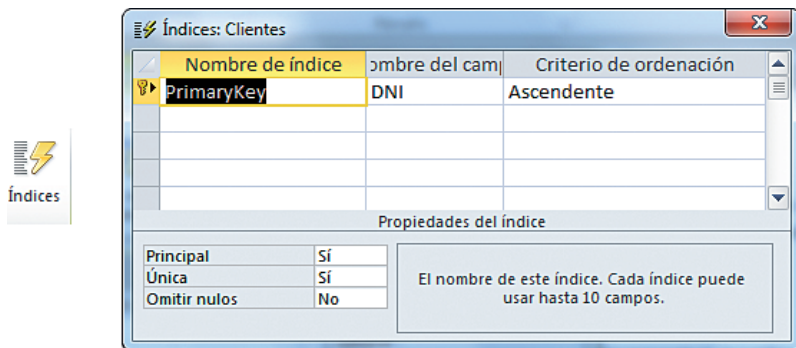 Índices
Índices: Clientes
Nombre de índice ombre del cam Criterio de ordenación
PrimaryKey DNI Ascendente
Propiedades del índice
Principal Sí
Única Sí
Omitir nulos No
El nombre de este índice. Cada índice puede
usar hasta 10 campos.